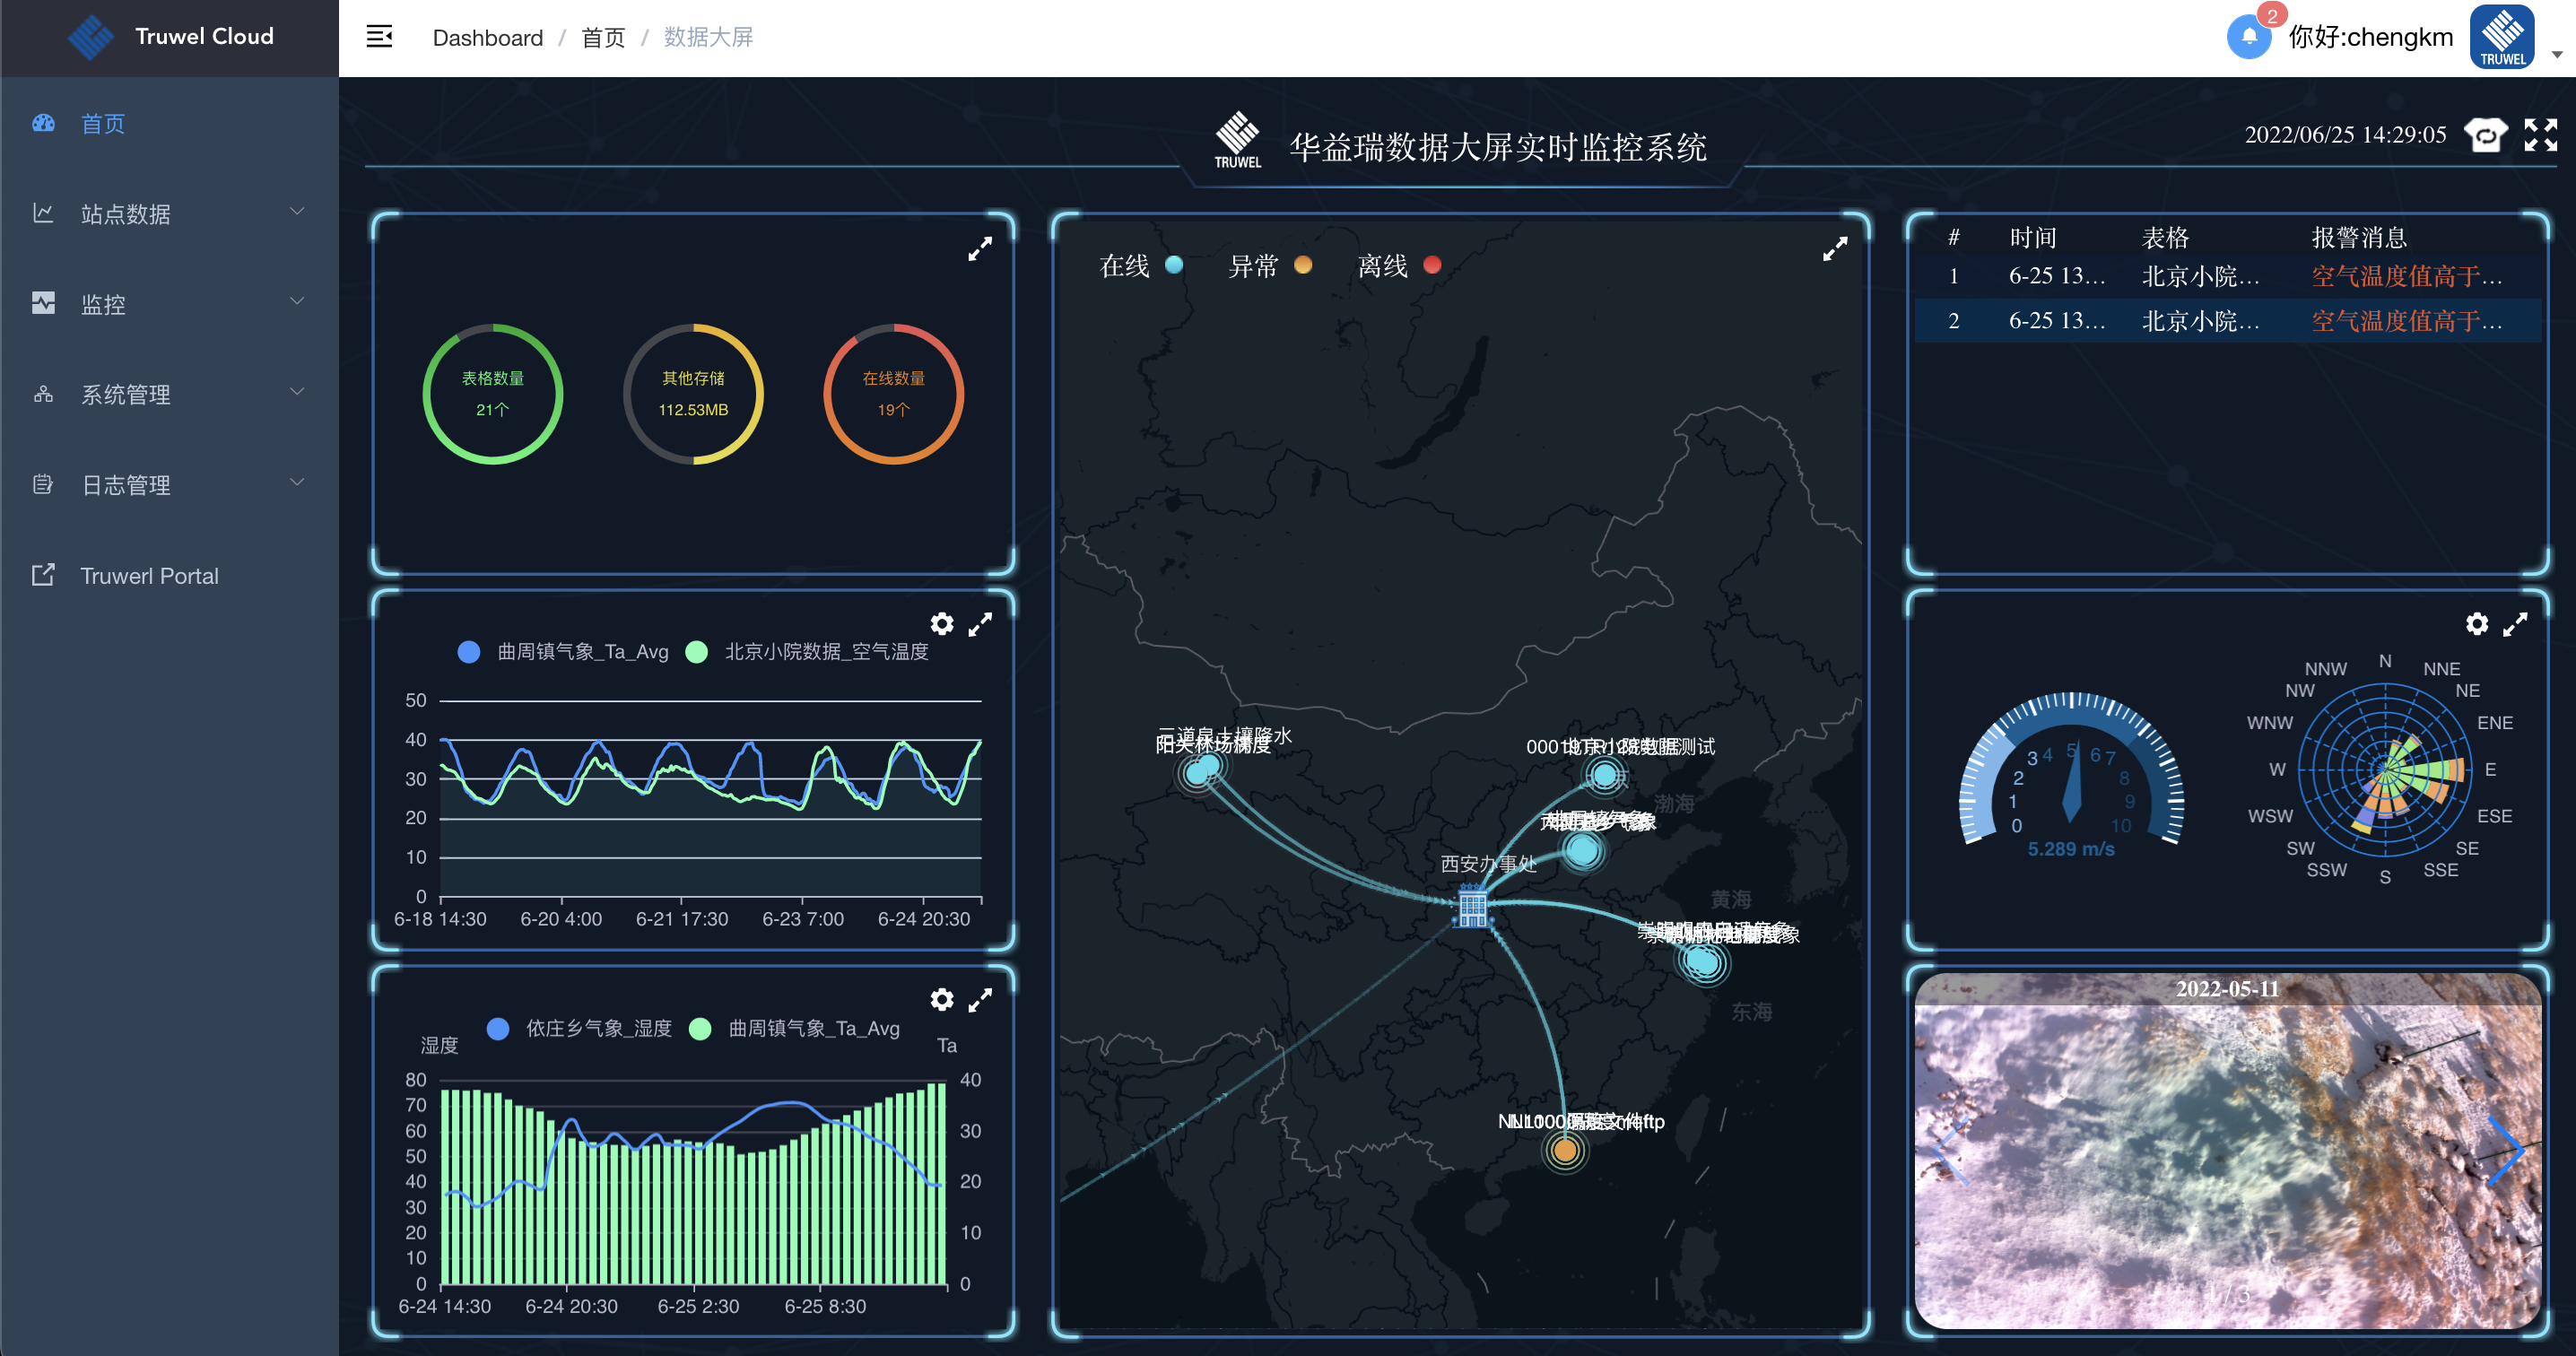 Truwel Cloud
Dashboard / 首页 / 数据大屏
2
你好:chengkm
TRUWEL
首页
站点数据
监控
系统管理
日志管理
Truwerl Portal
TRUWEL
华益瑞数据大屏实时监控系统
2022/06/25 14:29:05
表格数量
21个
其他存储
112.53MB
在线数量
19个
曲周镇气象_Ta_Avg 北京小院数据_空气温度
50
40
30
20
10
0
6-18 14:30 6-20 4:00 6-21 17:30 6-23 7:00 6-24 20:30
依庄乡气象_湿度 曲周镇气象_Ta_Avg
湿度 Ta
80 40
70
60 30
50
40 20
30
20 10
10
0 0
6-24 14:30 6-24 20:30 6-25 2:30 6-25 8:30
在线 异常 离线
渤海
西安办事处
黄海
东海
# 时间 表格 报警消息
1 6-25 13... 北京小院... 空气温度值高于...
2 6-25 13... 北京小院... 空气温度值高于...
0 1 2 3 4 5 6 7 8 9 10
5.289 m/s
N
NNE
NE
ENE
E
ESE
SE
SSE
S
SSW
SW
WSW
W
WNW
NW
NNW
2022-05-11
/ 3